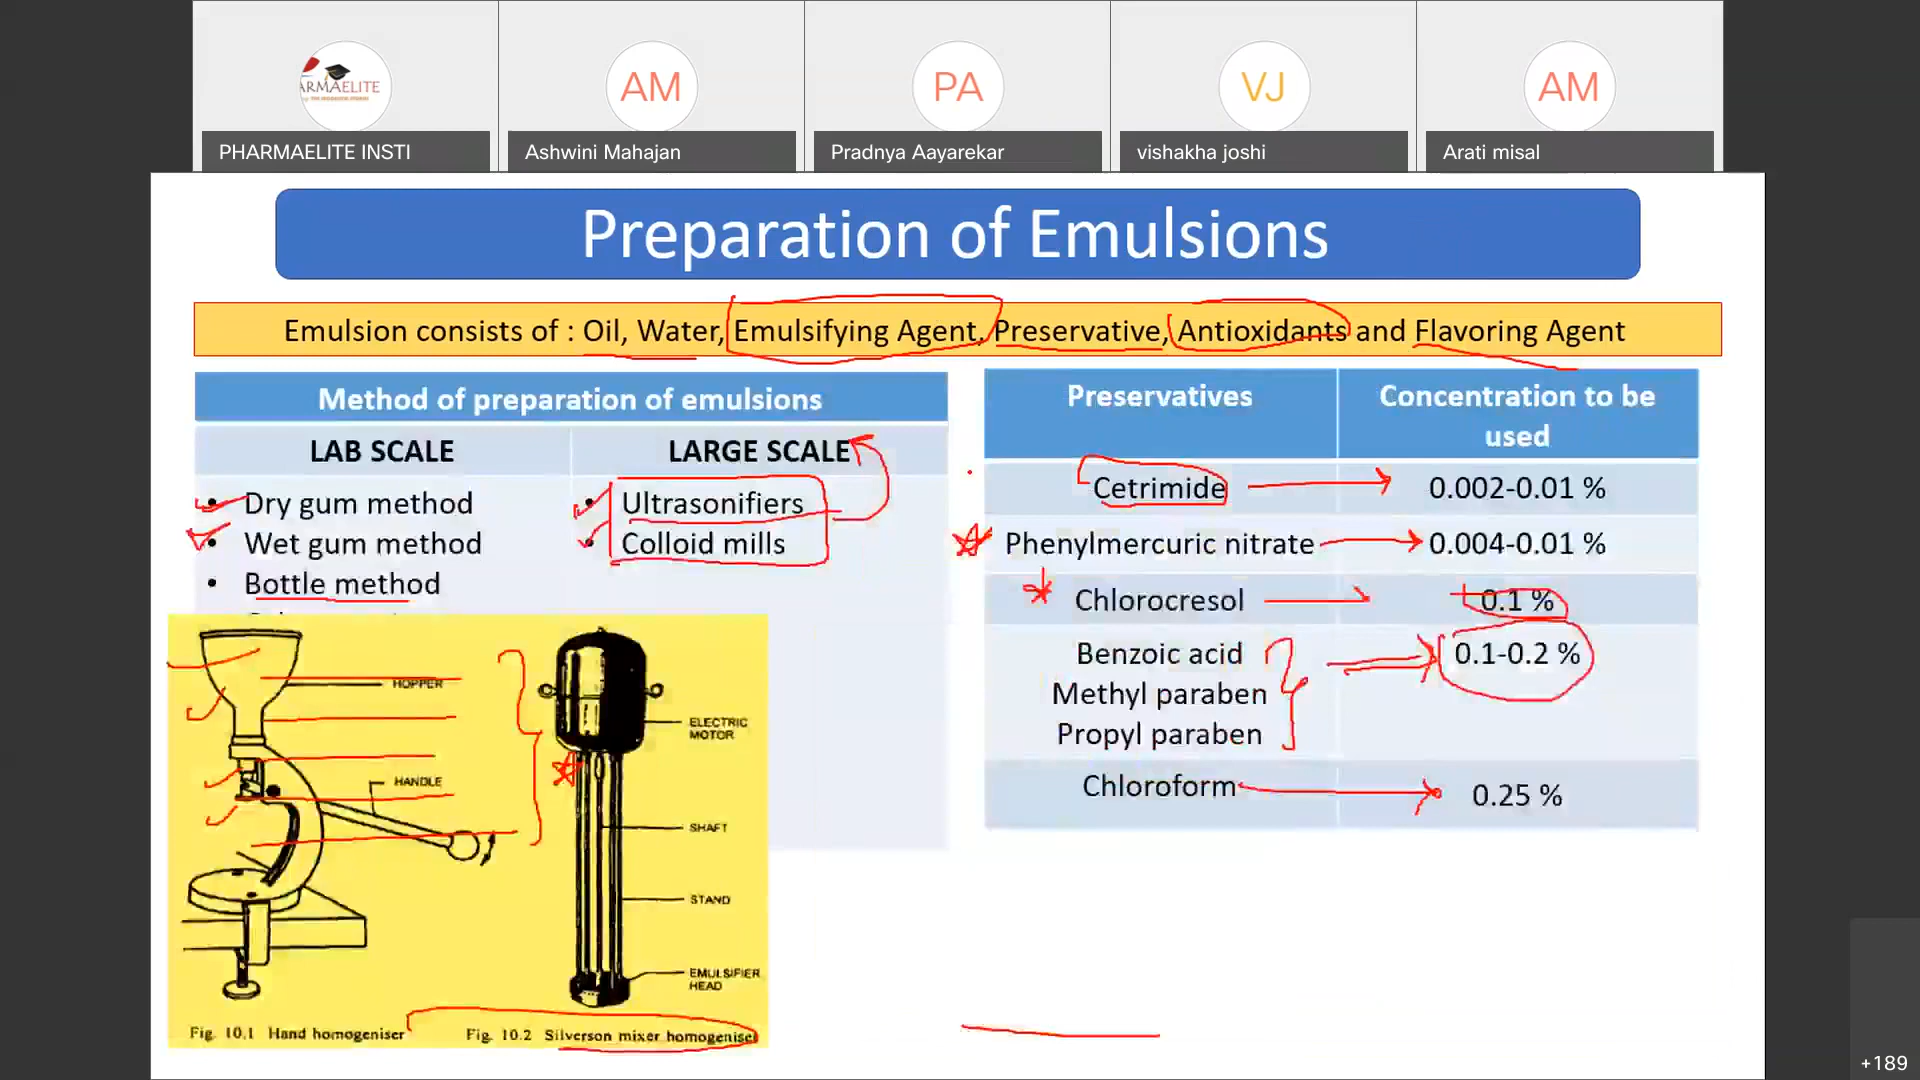 ARMAELITE
AM
PA
VJ
AM
PHARMAELITE INSTI
Ashwini Mahajan
Pradnya Aayarekar
vishakha joshi
Arati misal
Preparation of Emulsions
Emulsion consists of : Oil, Water, Emulsifying Agent, Preservative, Antioxidants and Flavoring Agent
Method of preparation of emulsions
LAB SCALE
LARGE SCALE
• Dry gum method
• Wet gum method
• Bottle method
• Ultrasonifiers
• Colloid mills
HOPPER
HANDLE
ELECTRIC
MOTOR
SHAFT
STAND
EMULSIFIER
HEAD
Fig. 10.1 Hand homogeniser
Fig. 10.2 Silverson mixer homogeniser
Preservatives
Concentration to be
used
Cetrimide
0.002-0.01 %
Phenylmercuric nitrate
0.004-0.01 %
Chlorocresol
0.1 %
Benzoic acid
0.1-0.2 %
Methyl paraben
Propyl paraben
Chloroform
0.25 %
+189